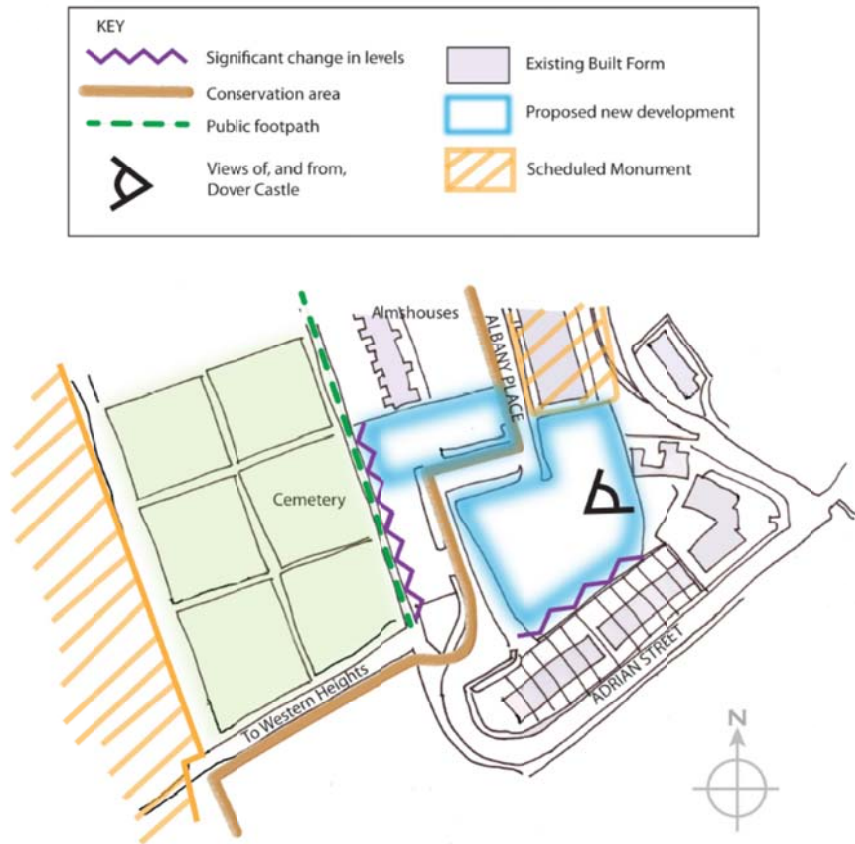 KEY
Significant change in levels
Conservation area
Public footpath
Views of, and from,
Dover Castle
Existing Built Form
Proposed new development
Scheduled Monument
Almshouses
ALBANY PLACE
Cemetery
To Western Heights
ADRIAN STREET
N